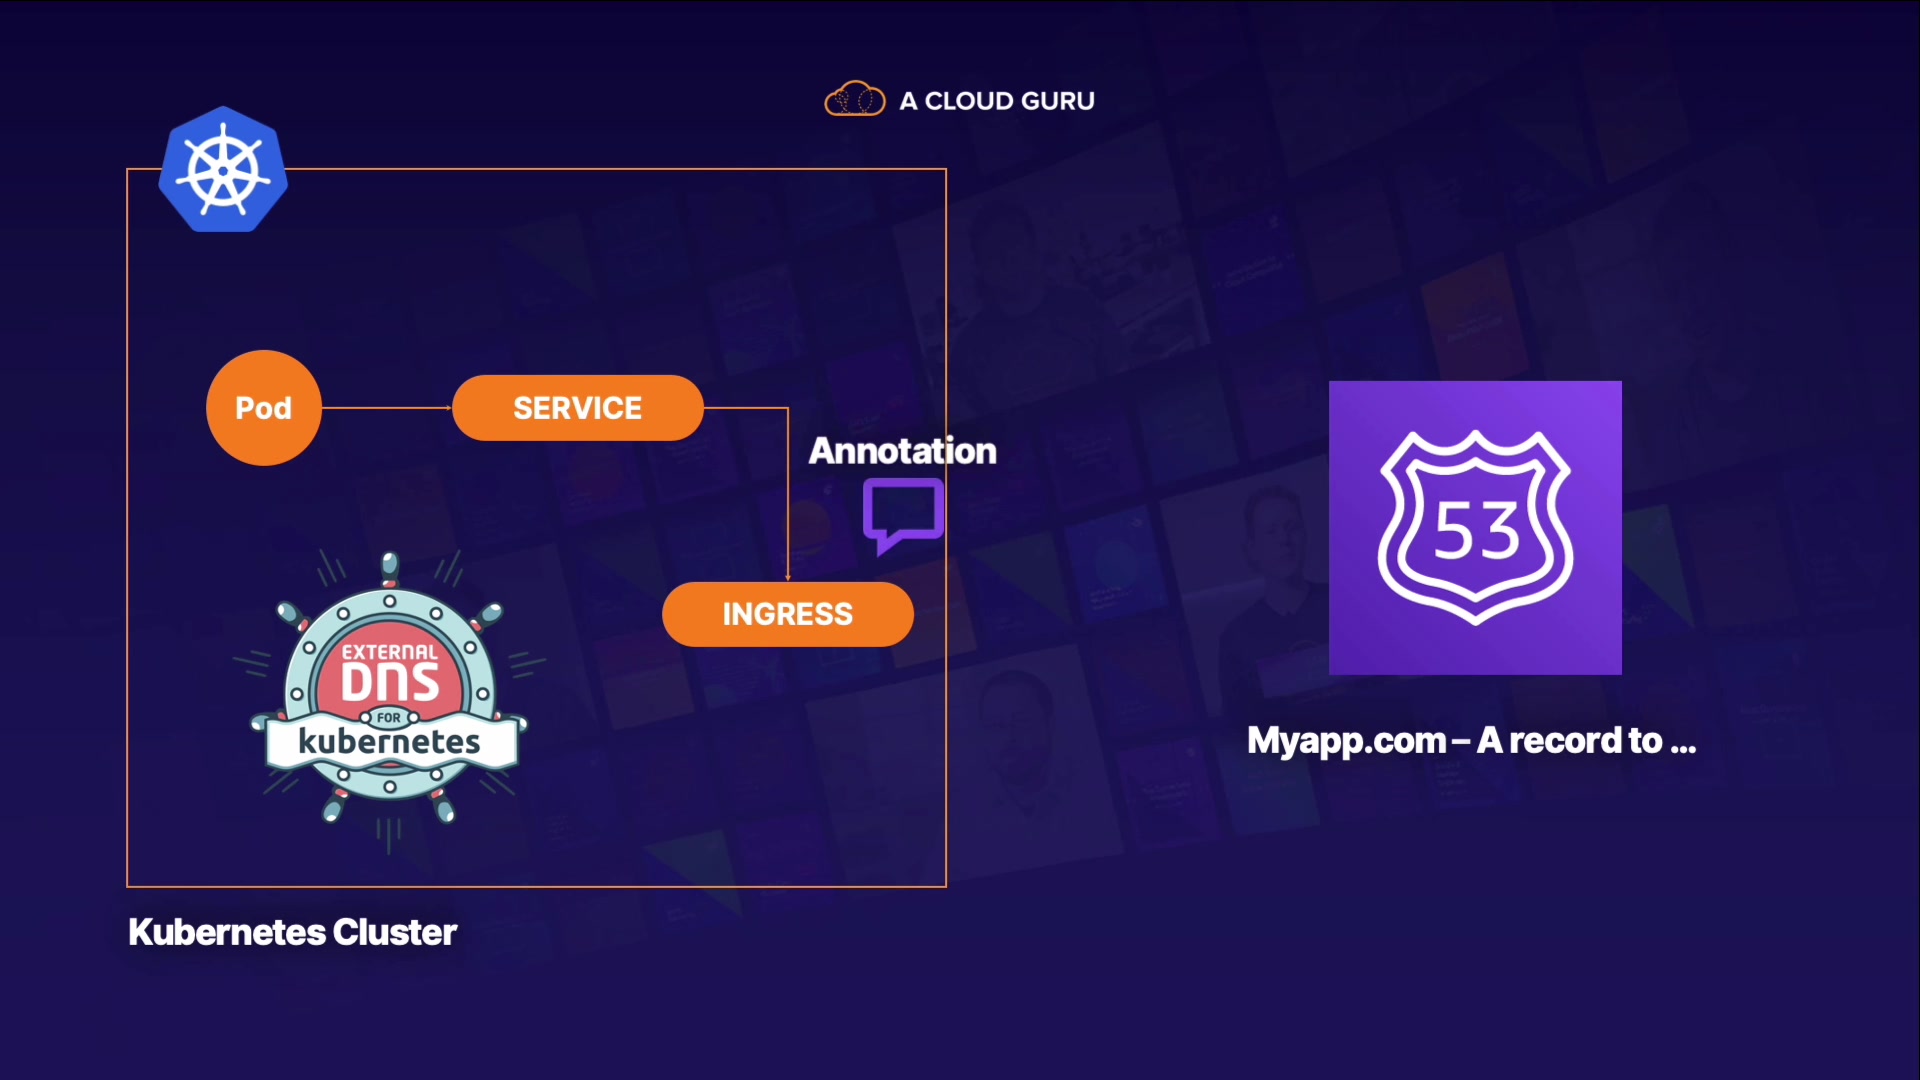 A CLOUD GURU
Pod
SERVICE
Annotation
INGRESS
EXTERNAL
DNS
FOR
kubernetes
53
Myapp.com – A record to ...
Kubernetes Cluster